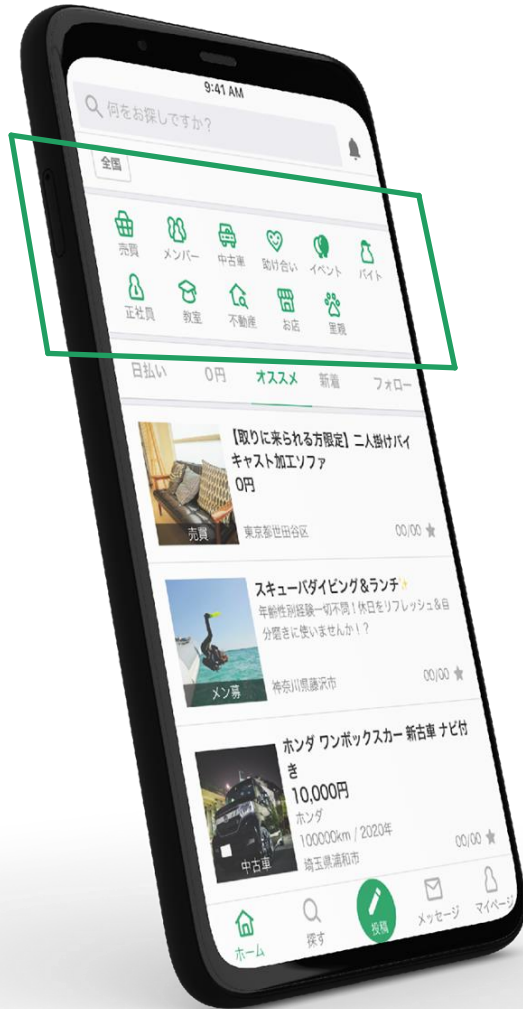 9:41 AM
何をお探しですか？
全国
売買 メンバー 中古車 助け合い イベント バイト
正社員 教室 不動産 お店 里親
日払い 0円 オススメ 新着 フォロー
【取りに来られる方限定】二人掛けバイ
キャスト加工ソファ
0円
売買
東京都世田谷区 00/00
スキューバダイビング&ランチ✨
年齢性別経験一切不問！休日をリフレッシュ&自
分磨きに使いませんか！？
メン募
神奈川県藤沢市 00/00
ホンダ ワンボックスカー 新古車 ナビ付
き
10,000円
ホンダ
100000km / 2020年
中古車
埼玉県浦和市 00/00
ホーム 探す 投稿 メッセージ マイページ